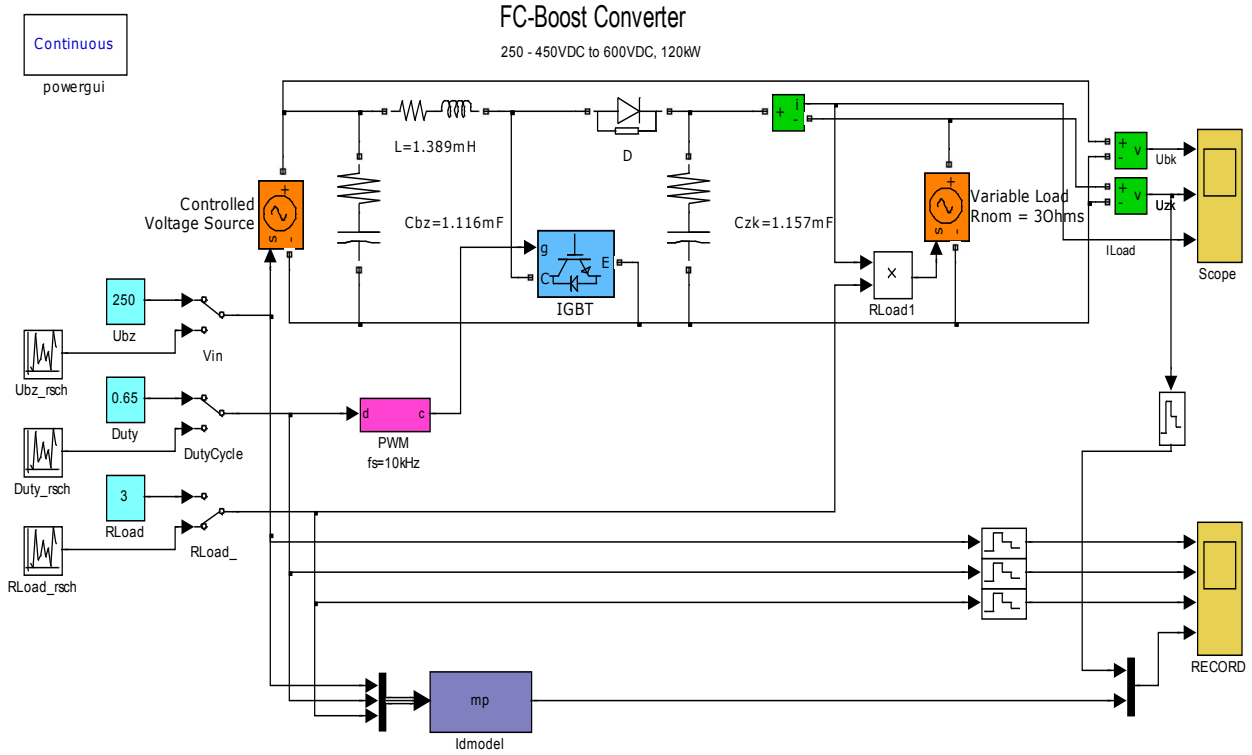 FC-Boost Converter
250 - 450VDC to 600VDC, 120kW
Continuous
powergui
L=1.389mH
D
+
i
-
+
-
v
Ubk
+
-
v
Uzk
Scope
Controlled
Voltage Source
+
s
-
Cbz=1.116mF
g
C
E
IGBT
Czk=1.157mF
Variable Load
Rnom = 3Ohms
+
s
-
ILoad
×
RLoad1
250
Ubz
Vin
Ubz_rsch
0.65
Duty
DutyCycle
Duty_rsch
d
c
PWM
fs=10kHz
3
RLoad
RLoad_
RLoad_rsch
RECORD
mp
Idmodel